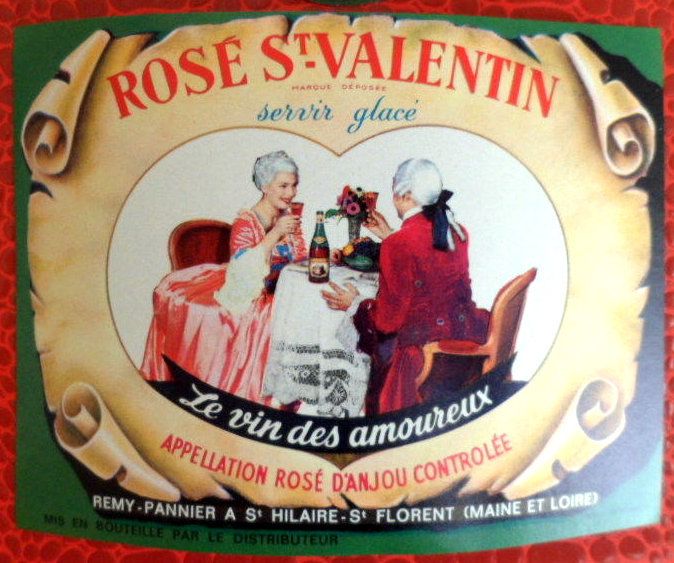 ROSÉ St-VALENTIN
MARQUE DÉPOSÉE
servir glacé
Le vin des amoureux
APPELLATION ROSÉ D'ANJOU CONTROLÉE
REMY-PANNIER A St HILAIRE-St FLORENT (MAINE ET LOIRE)
MIS EN BOUTEILLE PAR LE DISTRIBUTEUR